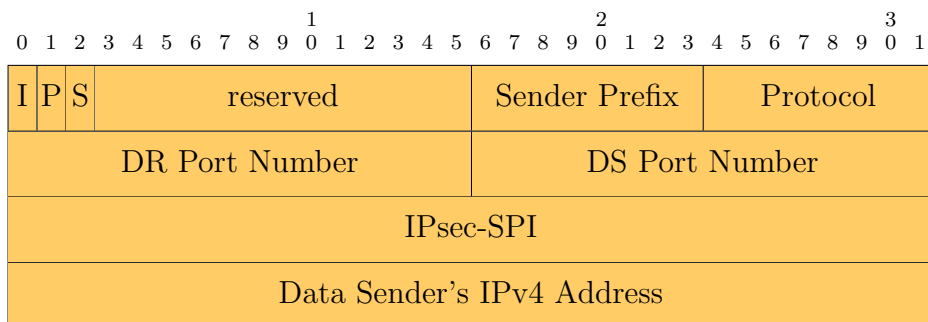 1 2 3
0 1 2 3 4 5 6 7 8 9 0 1 2 3 4 5 6 7 8 9 0 1 2 3 4 5 6 7 8 9 0 1
I P S reserved Sender Prefix Protocol
DR Port Number DS Port Number
IPsec-SPI
Data Sender's IPv4 Address